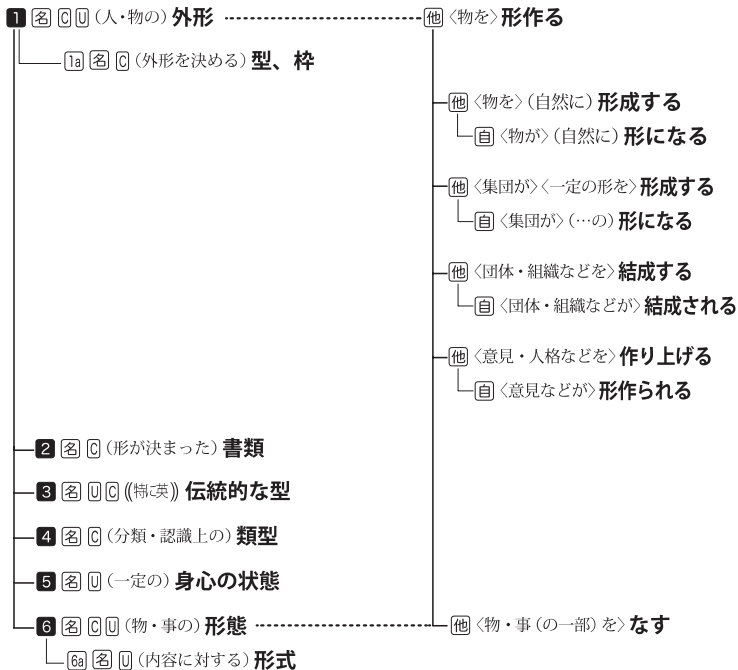 1 名 C U (人・物の) 外形 他 〈物を〉形作る
1a 名 C (外形を決める) 型、枠
他 〈物を〉(自然に) 形成する
自 〈物が〉(自然に) 形になる
他 〈集団が〉〈一定の形を〉形成する
自 〈集団が〉(…の) 形になる
他 〈団体・組織などを〉結成する
自 〈団体・組織などが〉結成される
他 〈意見・人格などを〉作り上げる
自 〈意見などが〉形作られる
2 名 C (形が決まった) 書類
3 名 U C ((特に英)) 伝統的な型
4 名 C (分類・認識上の) 類型
5 名 U (一定の) 身心の状態
6 名 C U (物・事の) 形態 他 〈物・事 (の一部) を〉なす
6a 名 U (内容に対する) 形式